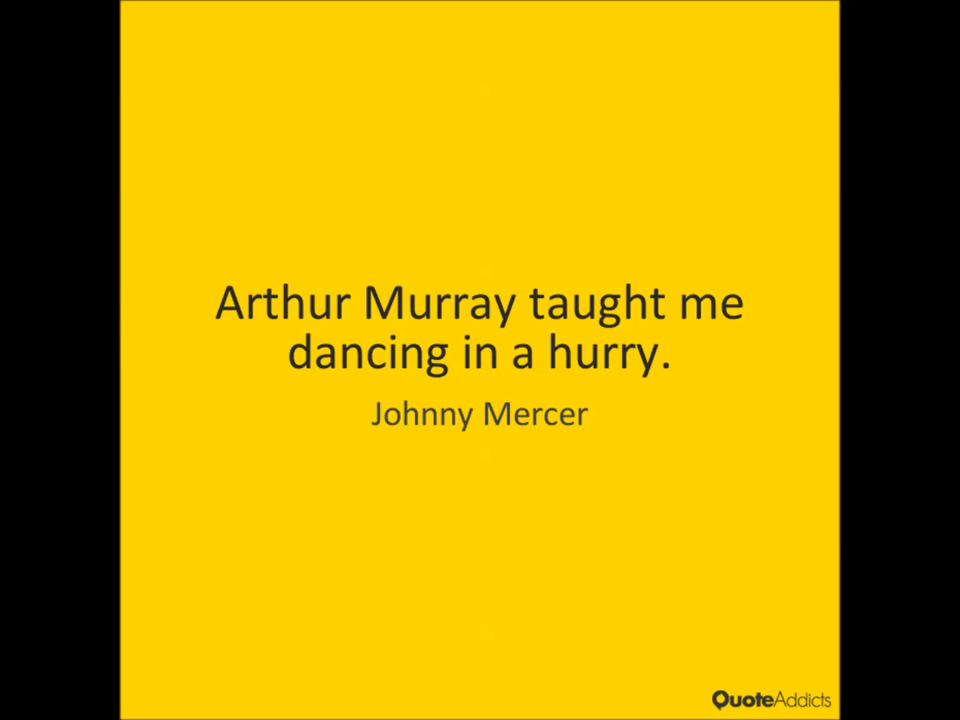 Arthur Murray taught me
dancing in a hurry.
Johnny Mercer
QuoteAddicts